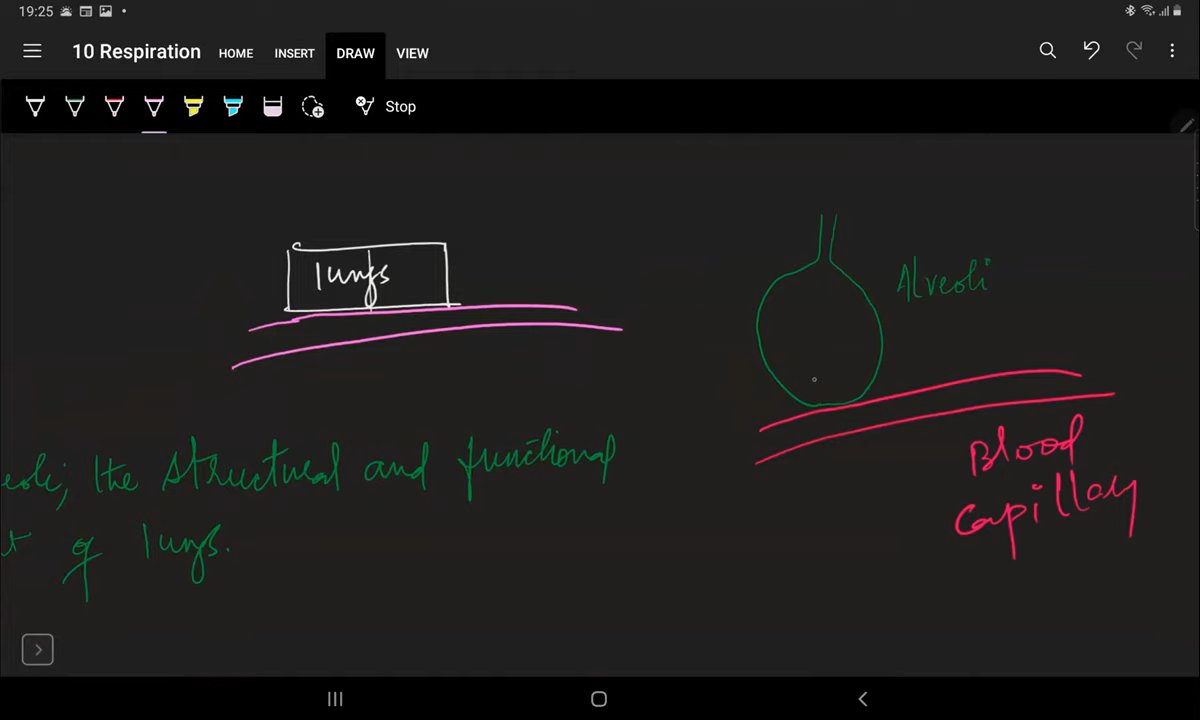 19:25
10 Respiration HOME INSERT DRAW VIEW
Stop
lungs
Alveoli
Blood
Capillary
eoli; the structural and functional
t of lungs.